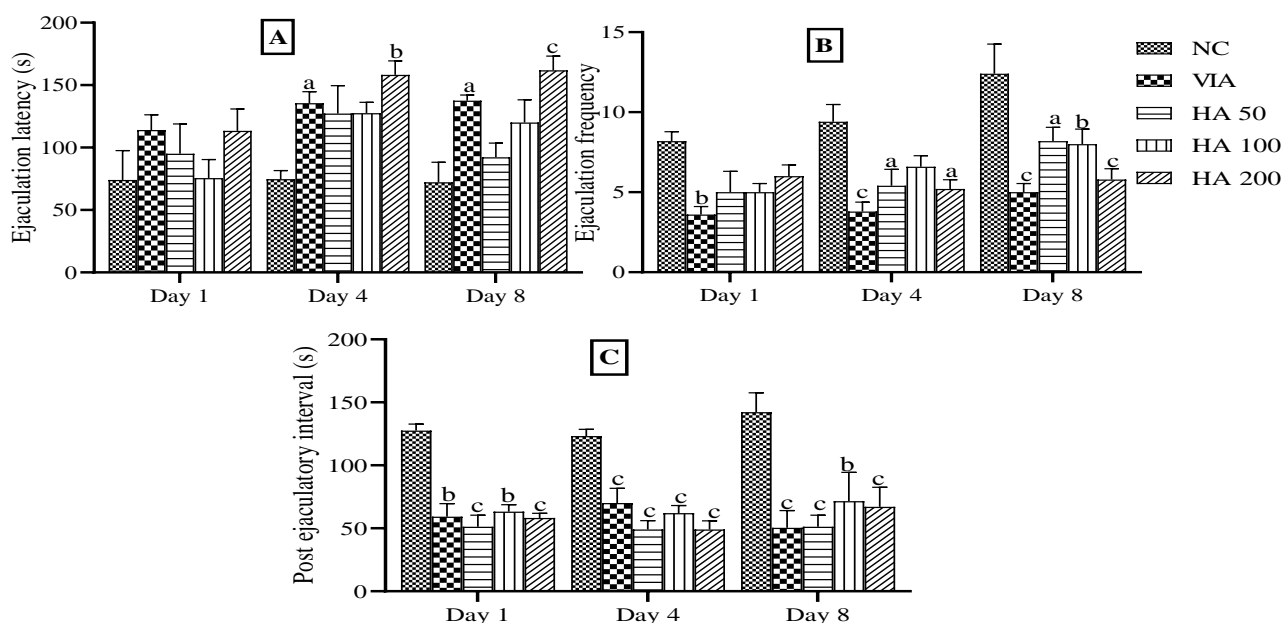 Ejaculation latency (s)
200
150
100
50
0
A
a
b
a
c
Day 1
Day 4
Day 8
Ejaculation frequency
15
10
5
0
B
b
c
a
a
c
a
b
c
Day 1
Day 4
Day 8
NC
VIA
HA 50
HA 100
HA 200
Post ejaculatory interval (s)
200
150
100
50
0
C
b
c
b
c
c
c
c
c
c
c
b
c
Day 1
Day 4
Day 8